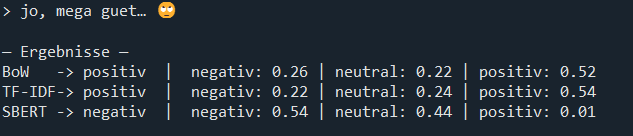 > jo, mega guet… 🙄
— Ergebnisse —
BoW   -> positiv  |  negativ: 0.26 | neutral: 0.22 | positiv: 0.52
TF-IDF-> positiv  |  negativ: 0.22 | neutral: 0.24 | positiv: 0.54
SBERT -> negativ  |  negativ: 0.54 | neutral: 0.44 | positiv: 0.01